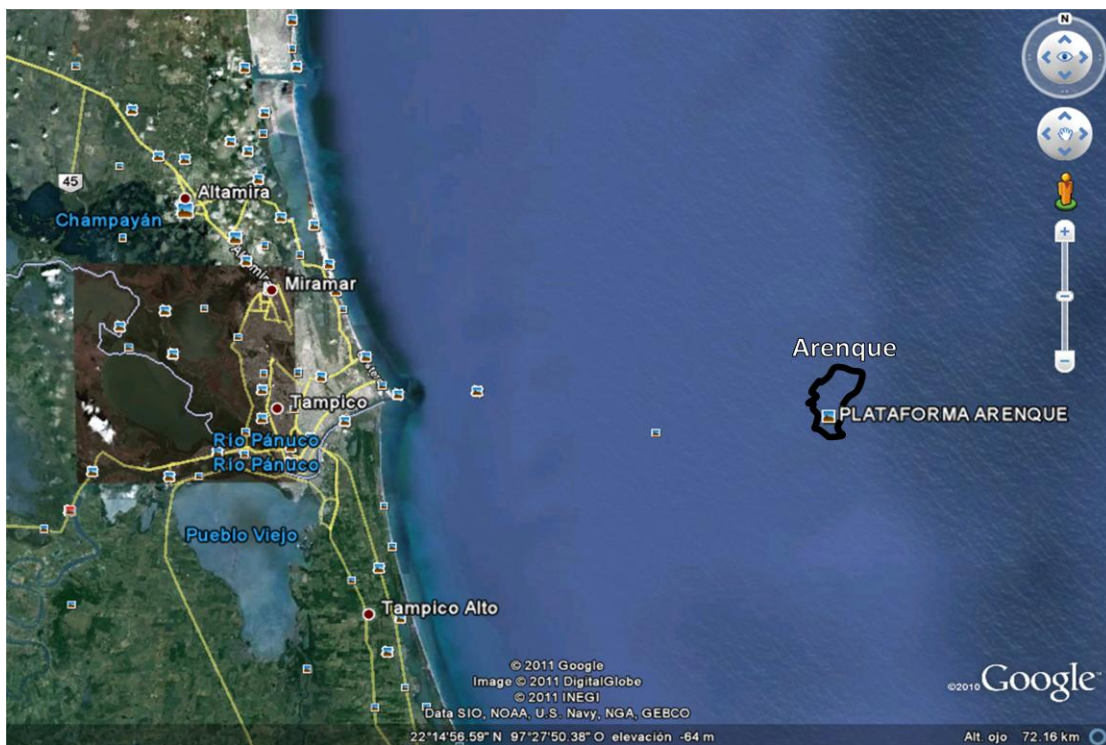 N
45
Altamira
Champayán
Miramar
Arenque
PLATAFORMA ARENQUE
Tampico
Río Pánuco
Río Pánuco
Pueblo Viejo
Tampico Alto
© 2011 Google
Image © 2011 DigitalGlobe
© 2011 INEGI
Data SIO, NOAA, U.S. Navy, NGA, GEBCO
©2010 Google
22°14'56.59" N 97°27'50.38" O elevación -64 m
Alt. ojo 72.16 km